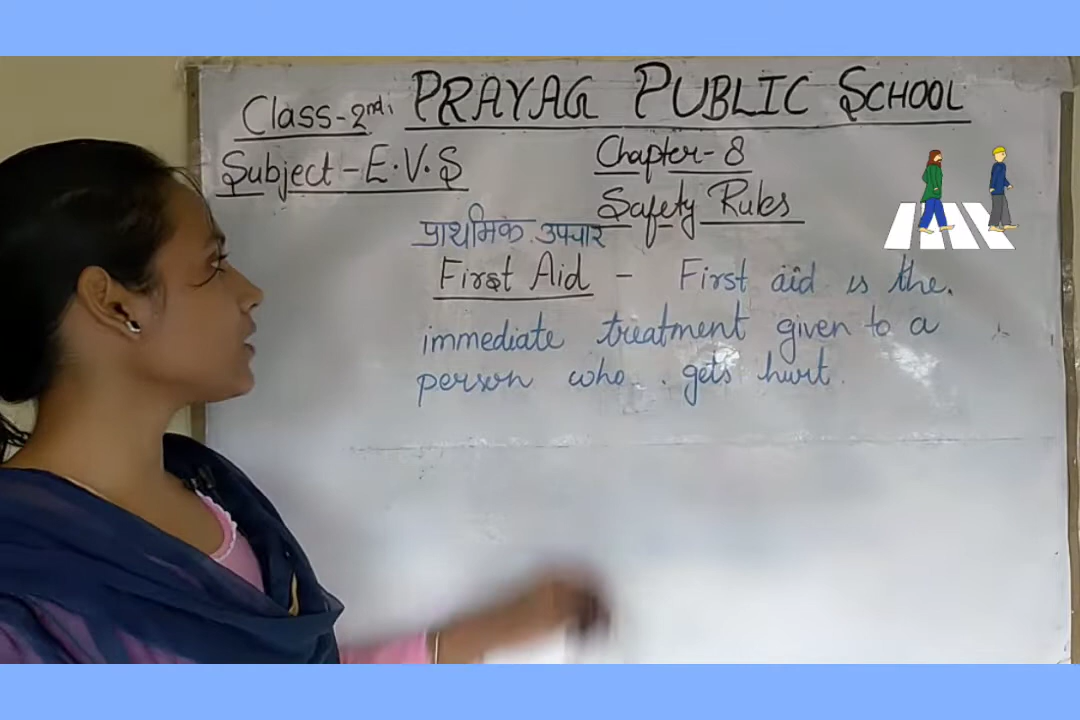 Class-2nd. PRAYAG PUBLIC SCHOOL
Subject - E.V.S
Chapter-8
Safety Rules
प्राथमिक उपचार
First Aid - First aid is the.
immediate treatment given to a
person who . gets hurt.